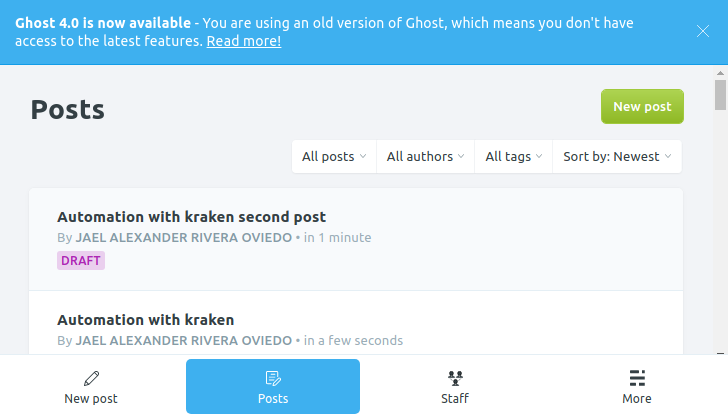 Ghost 4.0 is now available - You are using an old version of Ghost, which means you don't have
access to the latest features. Read more!
Posts
New post
All posts
All authors
All tags
Sort by: Newest
Automation with kraken second post
By JAEL ALEXANDER RIVERA OVIEDO • in 1 minute
DRAFT
Automation with kraken
By JAEL ALEXANDER RIVERA OVIEDO • in a few seconds
New post
Posts
Staff
More